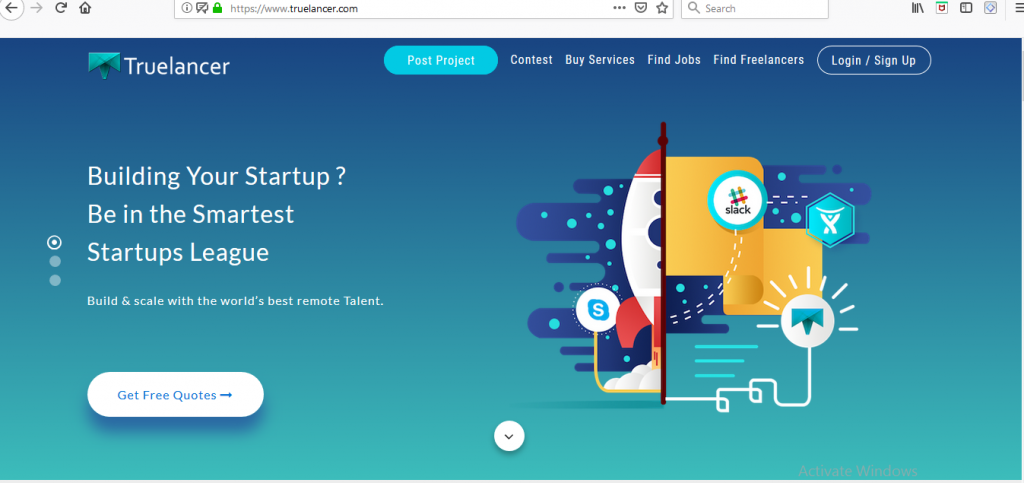 https://www.truelancer.com
Search
Truelancer
Post Project
Contest
Buy Services
Find Jobs
Find Freelancers
Login / Sign Up
Building Your Startup ?
Be in the Smartest
Startups League
Build & scale with the world's best remote Talent.
Get Free Quotes
slack
S
Activate Windows